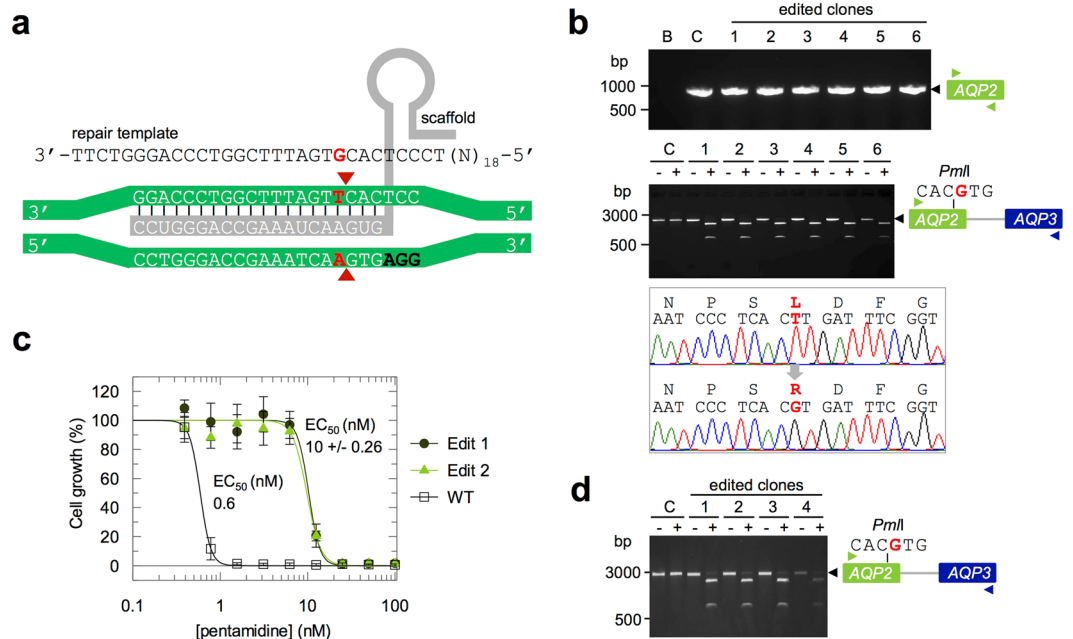 a
scaffold
repair template
3′-TTCTGGGACCCTGGCTTTAGTGCACTCCCT(N)18-5′
GGACCCTGGCTTTAGTTCACTCC
3′ 5′
CCUGGGACCGAAAUCAAGUG
5′ 3′
CCTGGGACCGAAATCAAGTGAGG
b
edited clones
B C 1 2 3 4 5 6
bp
1000
500
AQP2
C 1 2 3 4 5 6
- + - + - + - + - + - + - +
bp
3000
500
PmlI
CACGTG
AQP2 AQP3
N P S L D F G
AAT CCC TCA CTT GAT TTC GGT
N P S R D F G
AAT CCC TCA CGT GAT TTC GGT
c
Cell growth (%)
120
100
80
60
40
20
0
0.1 1 10 100
[pentamidine] (nM)
EC50 (nM)
10 +/- 0.26
EC50 (nM)
0.6
Edit 1
Edit 2
WT
d
edited clones
C 1 2 3 4
- + - + - + - + - +
bp
3000
500
PmlI
CACGTG
AQP2 AQP3